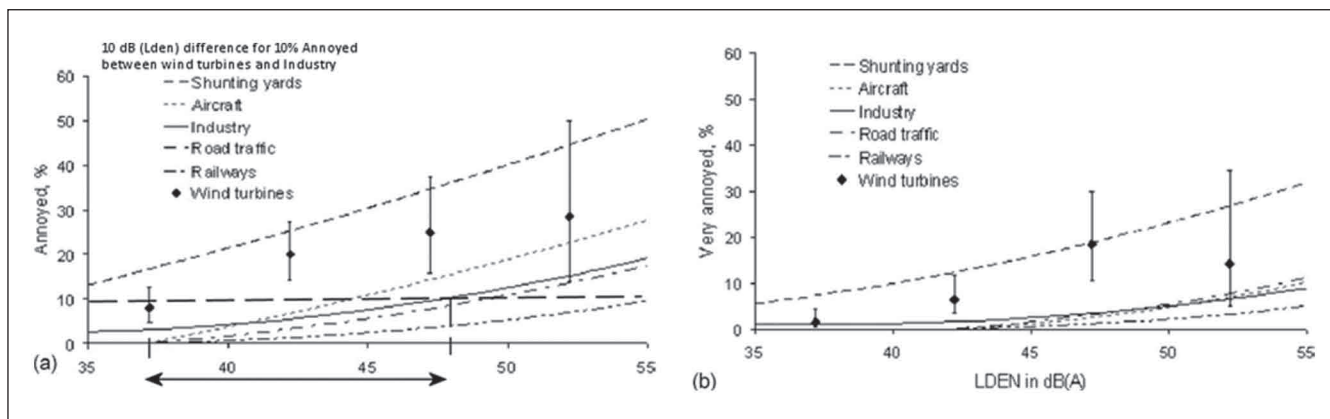 10 dB (Lden) difference for 10% Annoyed
between wind turbines and Industry
60
50
40
30
20
10
0
Annoyed, %
Shunting yards
Aircraft
Industry
Road traffic
Railways
Wind turbines
(a)
35
40
45
50
55
60
50
40
30
20
10
0
Very annoyed, %
Shunting yards
Aircraft
Industry
Road traffic
Railways
Wind turbines
(b)
35
40
45
50
55
LDEN in dB(A)